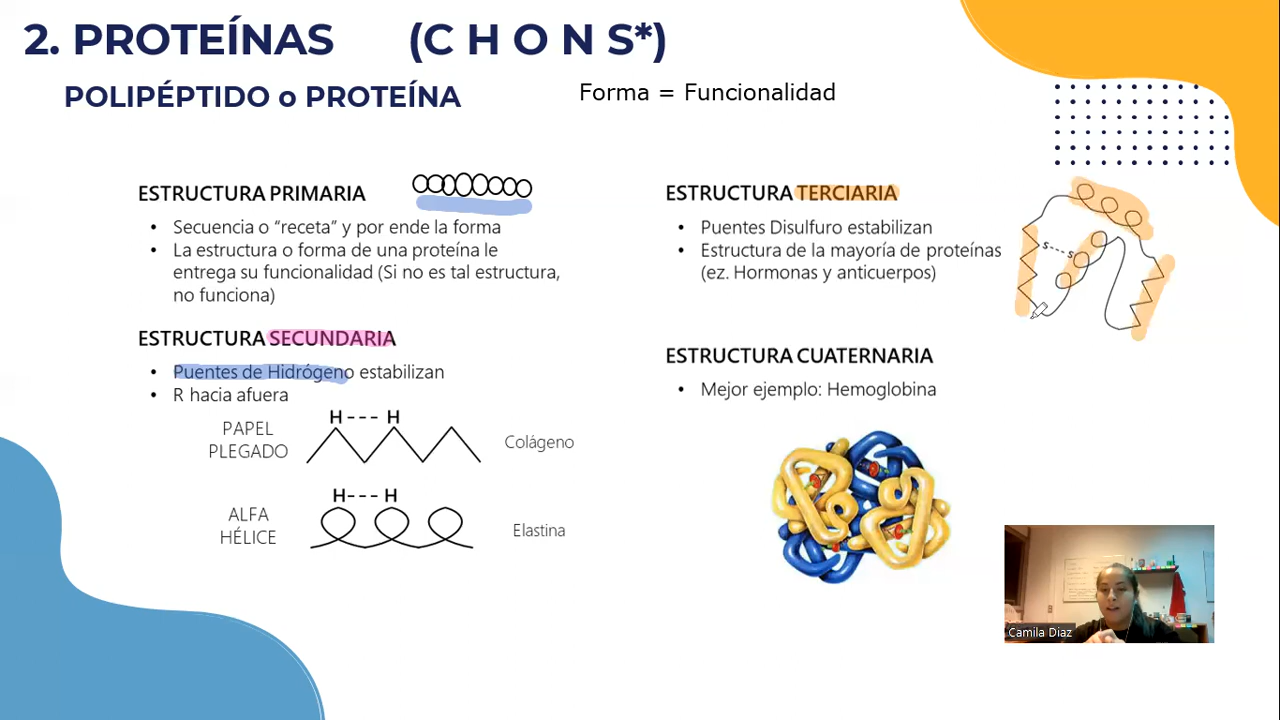 2. PROTEÍNAS (C H O N S*)
POLIPÉPTIDO o PROTEÍNA
Forma = Funcionalidad
ESTRUCTURA PRIMARIA
• Secuencia o “receta” y por ende la forma
• La estructura o forma de una proteína le
entrega su funcionalidad (Si no es tal estructura,
no funciona)
ESTRUCTURA SECUNDARIA
• Puentes de Hidrógeno estabilizan
• R hacia afuera
H---H
PAPEL
PLEGADO
Colágeno
H---H
ALFA
HÉLICE
Elastina
ESTRUCTURA TERCIARIA
• Puentes Disulfuro estabilizan
• Estructura de la mayoría de proteínas
(ez. Hormonas y anticuerpos)
s---s
ESTRUCTURA CUATERNARIA
• Mejor ejemplo: Hemoglobina
Camila Diaz